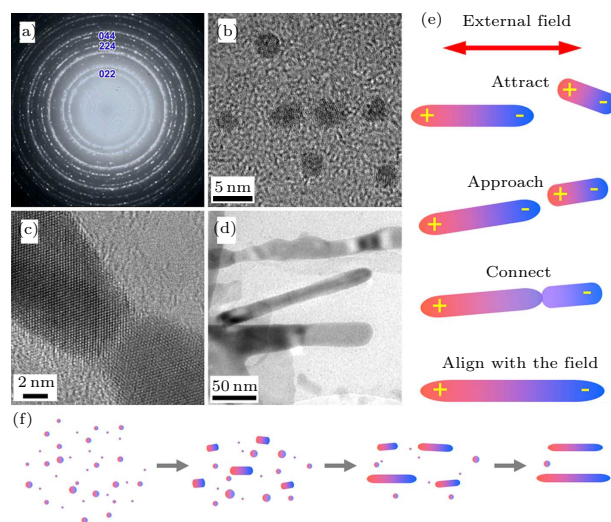 a)
044
224
022
(b)
5 nm
(c)
2 nm
(d)
50 nm
(e)
External field
Attract
+ -
+ -
Approach
+ -
+ -
Connect
+ -
Align with the field
+ -
(f)